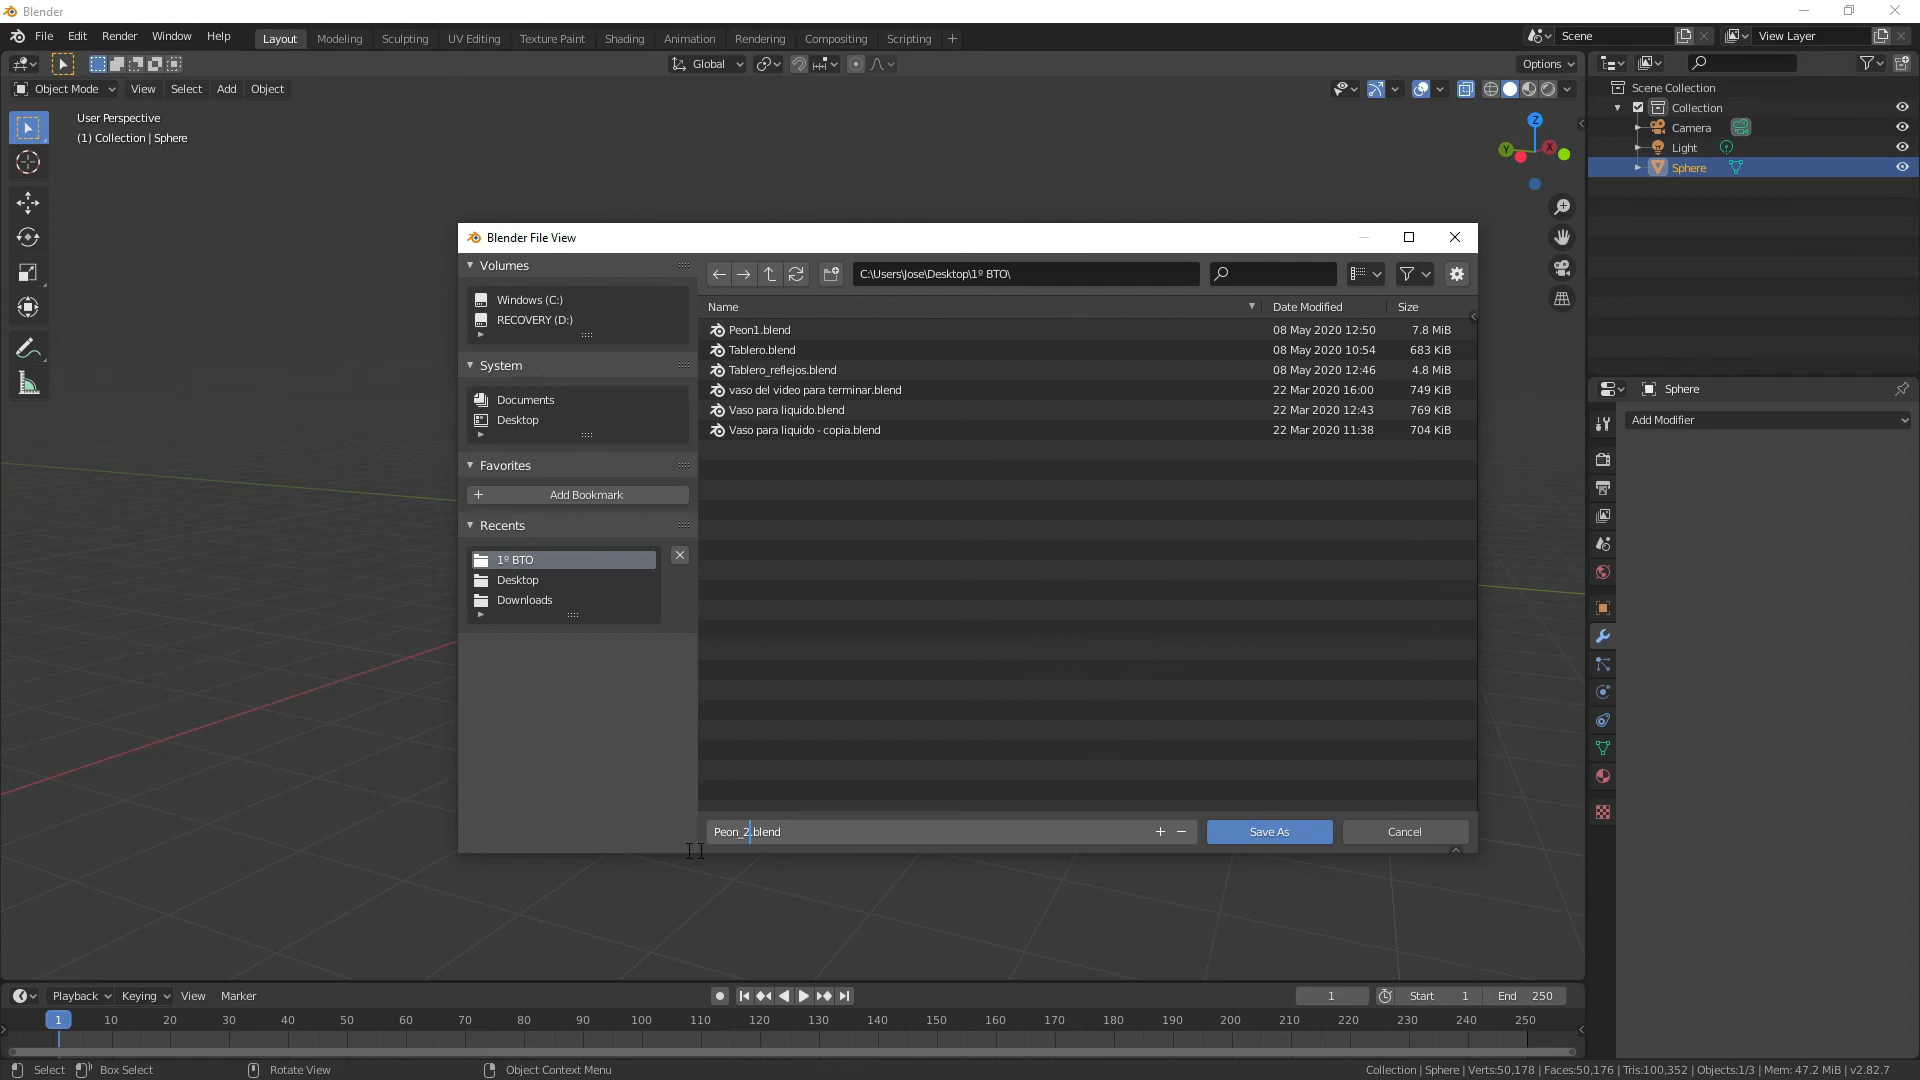 Blender
File Edit Render Window Help Layout Modeling Sculpting UV Editing Texture Paint Shading Animation Rendering Compositing Scripting + Scene View Layer
Global Options
Object Mode View Select Add Object
User Perspective
(1) Collection | Sphere
Z
Y X
Scene Collection
Collection
Camera
Light
Sphere
Sphere
Add Modifier
Blender File View
Volumes
Windows (C:)
RECOVERY (D:)
System
Documents
Desktop
Favorites
+ Add Bookmark
Recents
1º BTO
Desktop
Downloads
C:\Users\Jose\Desktop\1º BTO\
Name Date Modified Size
Peon1.blend 08 May 2020 12:50 7.8 MiB
Tablero.blend 08 May 2020 10:54 683 KiB
Tablero_reflejos.blend 08 May 2020 12:46 4.8 MiB
vaso del video para terminar.blend 22 Mar 2020 16:00 749 KiB
Vaso para liquido.blend 22 Mar 2020 12:43 769 KiB
Vaso para liquido - copia.blend 22 Mar 2020 11:38 704 KiB
Peon_2.blend + − Save As Cancel
Playback Keying View Marker 1 Start 1 End 250
1 10 20 30 40 50 60 70 80 90 100 110 120 130 140 150 160 170 180 190 200 210 220 230 240 250
Select Box Select Rotate View Object Context Menu Collection | Sphere | Verts:50,178 | Faces:50,176 | Tris:100,352 | Objects:1/3 | Mem: 47.2 MiB | v2.82.7